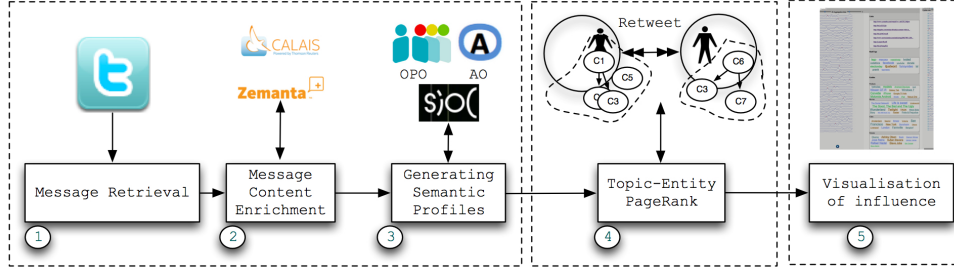 Retweet
CALAIS
Zemanta
OPO
AO
A
SIOC
C1
C5
C3
C6
C3
C7
Message Retrieval
Message
Content
Enrichment
Generating
Semantic
Profiles
Topic-Entity
PageRank
Visualisation
of influence
1
2
3
4
5